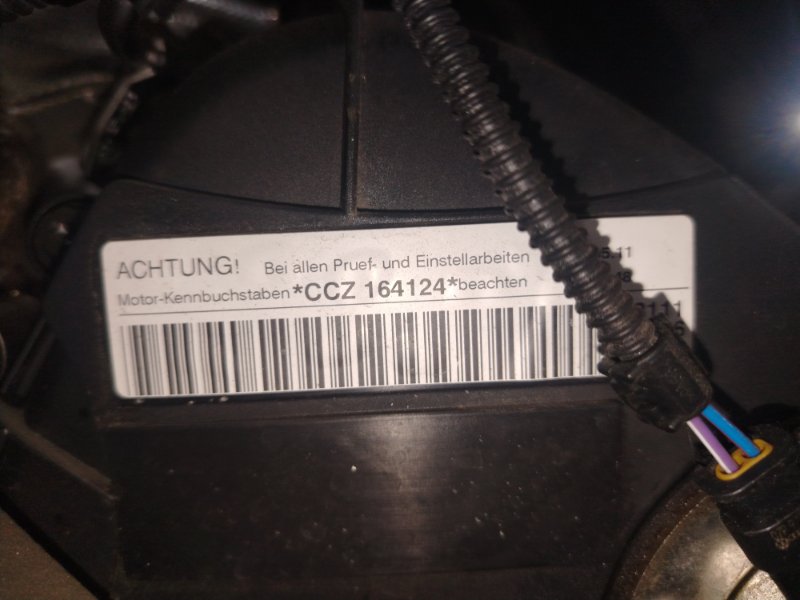 ACHTUNG! Bei allen Pruef- und Einstellarbeiten
Motor-Kennbuchstaben *CCZ 164124* beachten